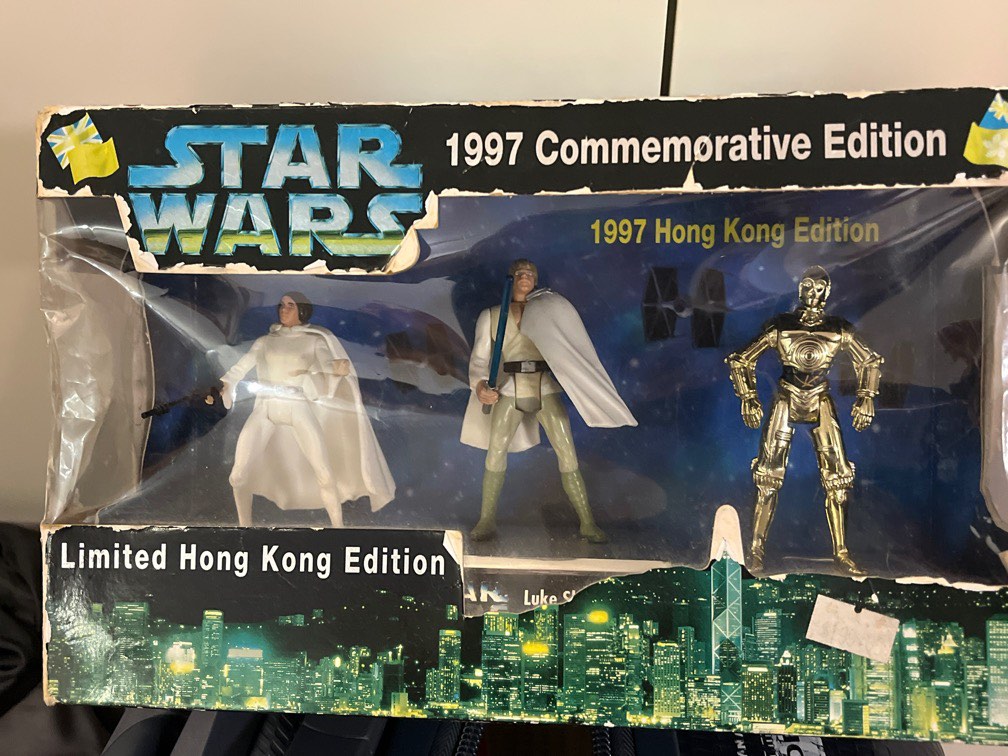 STAR
WARS
1997 Commemorative Edition
1997 Hong Kong Edition
Limited Hong Kong Edition
Luke